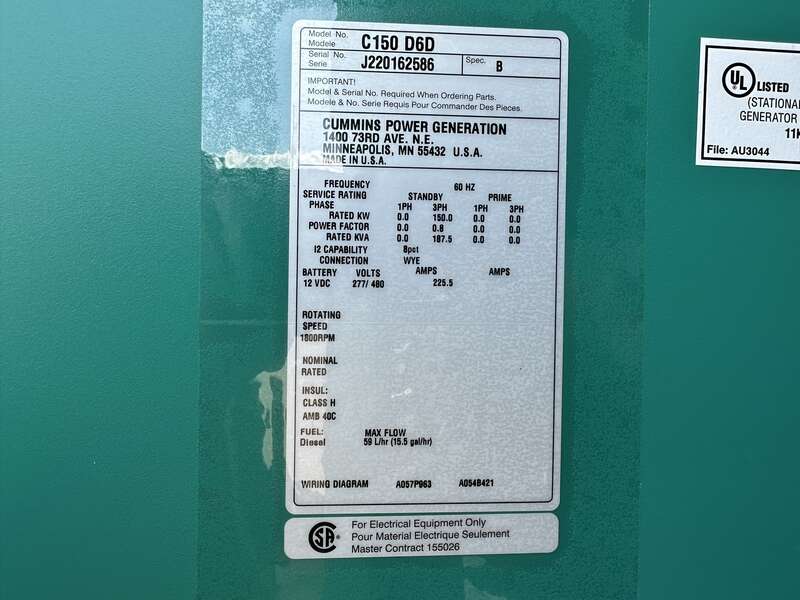 Model No. C150 D6D
Modele
Serial No. J220162586 Spec. B
Serie
IMPORTANT!
Model & Serial No. Required When Ordering Parts.
Modele & No. Serie Requis Pour Commander Des Pieces.
CUMMINS POWER GENERATION
1400 73RD AVE. N.E.
MINNEAPOLIS, MN 55432 U.S.A.
MADE IN U.S.A.
FREQUENCY 60 HZ
SERVICE RATING STANDBY PRIME
PHASE 1PH 3PH 1PH 3PH
RATED KW 0.0 150.0 0.0 0.0
POWER FACTOR 0.0 0.8 0.0 0.0
RATED KVA 0.0 187.5 0.0 0.0
I2 CAPABILITY 8pct
CONNECTION WYE
BATTERY VOLTS AMPS AMPS
12 VDC 277/ 480 225.5
ROTATING
SPEED
1800RPM
NOMINAL
RATED
INSUL:
CLASS H
AMB 40C
FUEL: MAX FLOW
Diesel 59 L/hr (15.5 gal/hr)
WIRING DIAGRAM A057P963 A054B421
SA
For Electrical Equipment Only
Pour Material Electrique Seulement
Master Contract 155026
UL LISTED
GENERATOR
File: AU3044